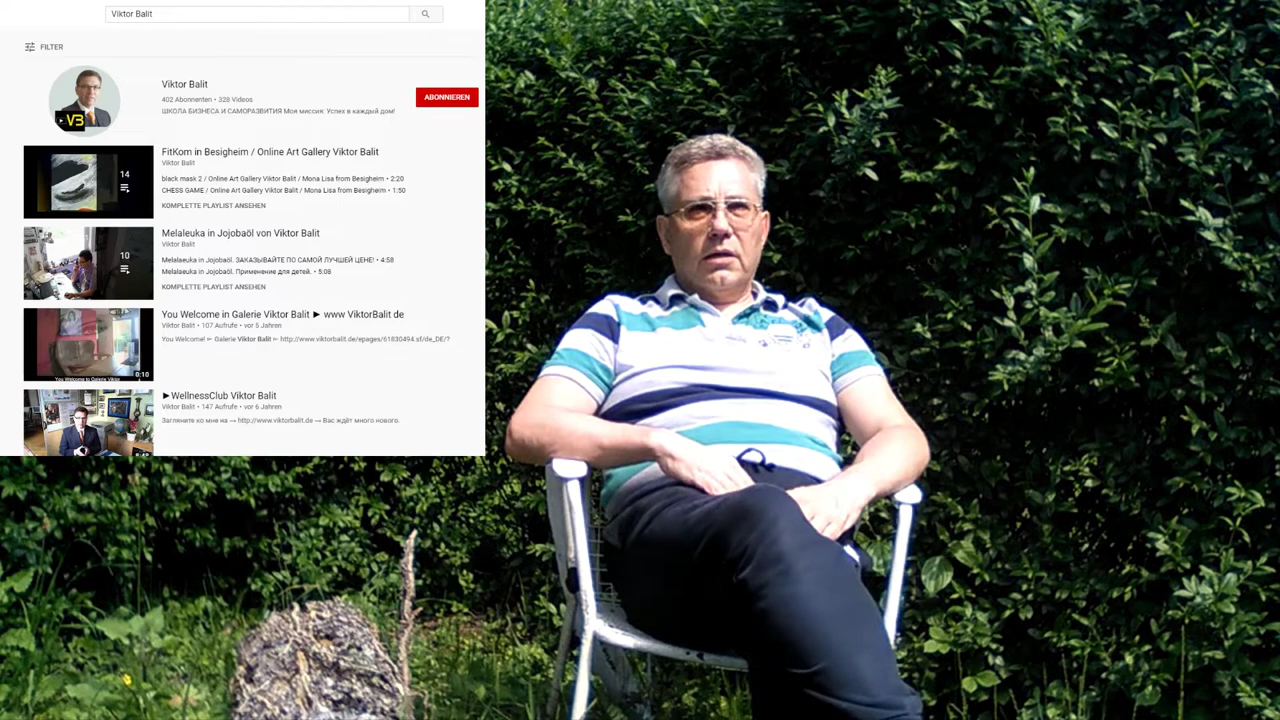 Viktor Balit
FILTER
Viktor Balit
402 Abonnenten • 328 Videos
ШКОЛА БИЗНЕСА И САМОРАЗВИТИЯ Моя миссия: Успех в каждый дом!
ABONNIEREN
VB
FitKom in Besigheim / Online Art Gallery Viktor Balit
Viktor Balit
14
black mask 2 / Online Art Gallery Viktor Balit / Mona Lisa from Besigheim • 2:20
CHESS GAME / Online Art Gallery Viktor Balit / Mona Lisa from Besigheim • 1:50
KOMPLETTE PLAYLIST ANSEHEN
Melaleuka in Jojobaöl von Viktor Balit
Viktor Balit
10
Melalaeuka in Jojobaöl. ЗАКАЗЫВАЙТЕ ПО САМОЙ ЛУЧШЕЙ ЦЕНЕ! • 4:58
Melalaeuka in Jojobaöl. Применение для детей. • 5:08
KOMPLETTE PLAYLIST ANSEHEN
You Welcome in Galerie Viktor Balit ► www ViktorBalit de
Viktor Balit • 107 Aufrufe • vor 5 Jahren
You Welcome! ➳ Galerie Viktor Balit ➳ http://www.viktorbalit.de/epages/61830494.sf/de_DE/?
0:10
You Welcome to Galerie Viktor
►WellnessClub Viktor Balit
Viktor Balit • 147 Aufrufe • vor 6 Jahren
Загляните ко мне на → http://www.viktorbalit.de → Вас ждёт много нового.